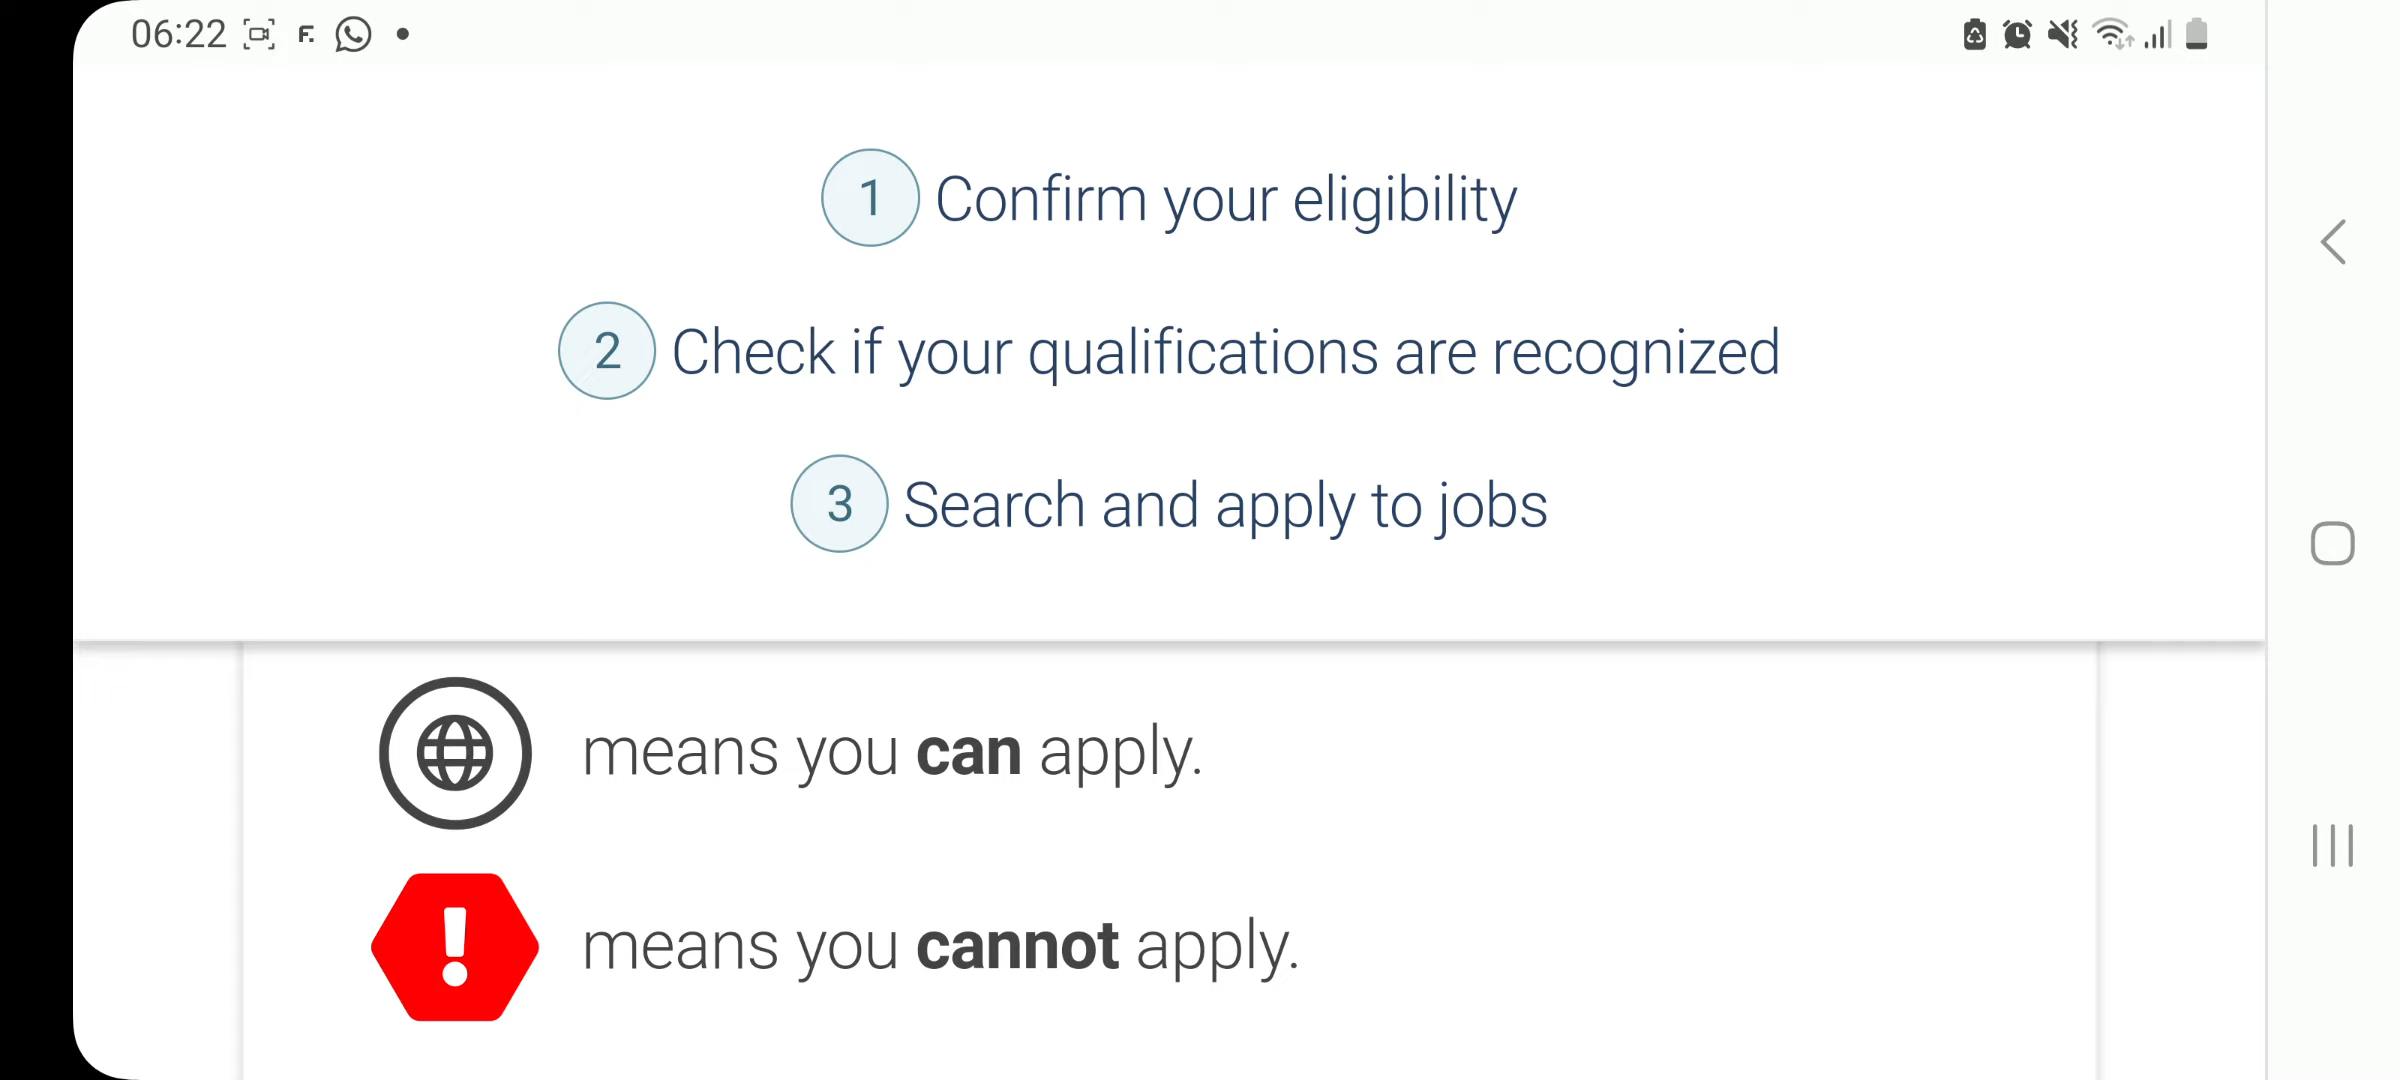 06:22 F.
1 Confirm your eligibility
2 Check if your qualifications are recognized
3 Search and apply to jobs
means you can apply.
! means you cannot apply.